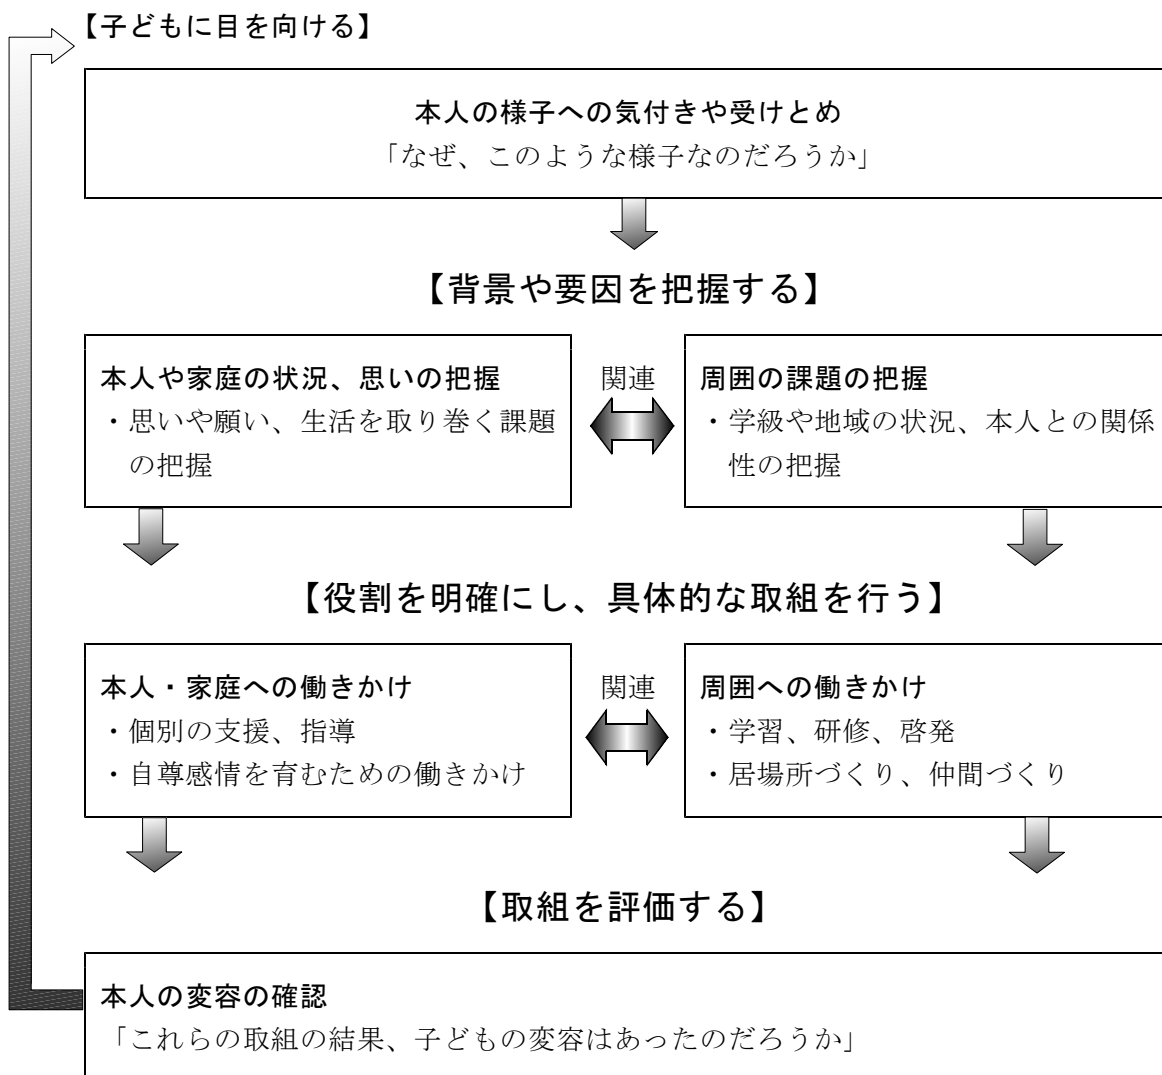 【子どもに目を向ける】
本人の様子への気付きや受けとめ
「なぜ、このような様子なのだろうか」
【背景や要因を把握する】
本人や家庭の状況、思いの把握
・思いや願い、生活を取り巻く課題
の把握
関連
周囲の課題の把握
・学級や地域の状況、本人との関係
性の把握
【役割を明確にし、具体的な取組を行う】
本人・家庭への働きかけ
・個別の支援、指導
・自尊感情を育むための働きかけ
関連
周囲への働きかけ
・学習、研修、啓発
・居場所づくり、仲間づくり
【取組を評価する】
本人の変容の確認
「これらの取組の結果、子どもの変容はあったのだろうか」